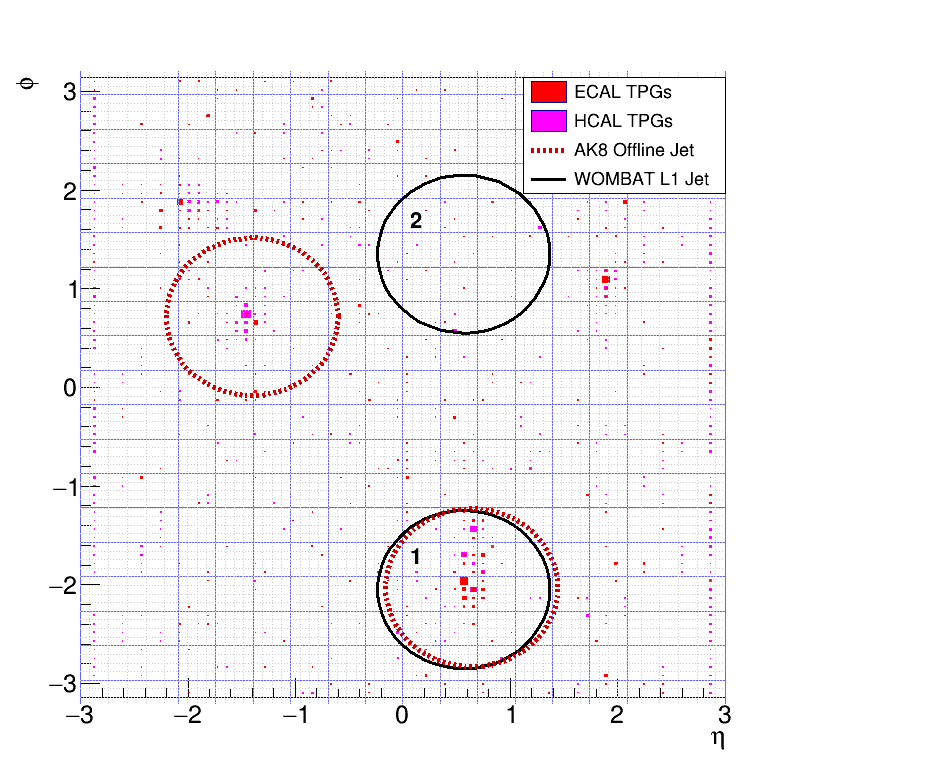 ϕ
3
2
1
0
−1
−2
−3
ECAL TPGs
HCAL TPGs
AK8 Offline Jet
WOMBAT L1 Jet
2
1
−3 −2 −1 0 1 2 3
η